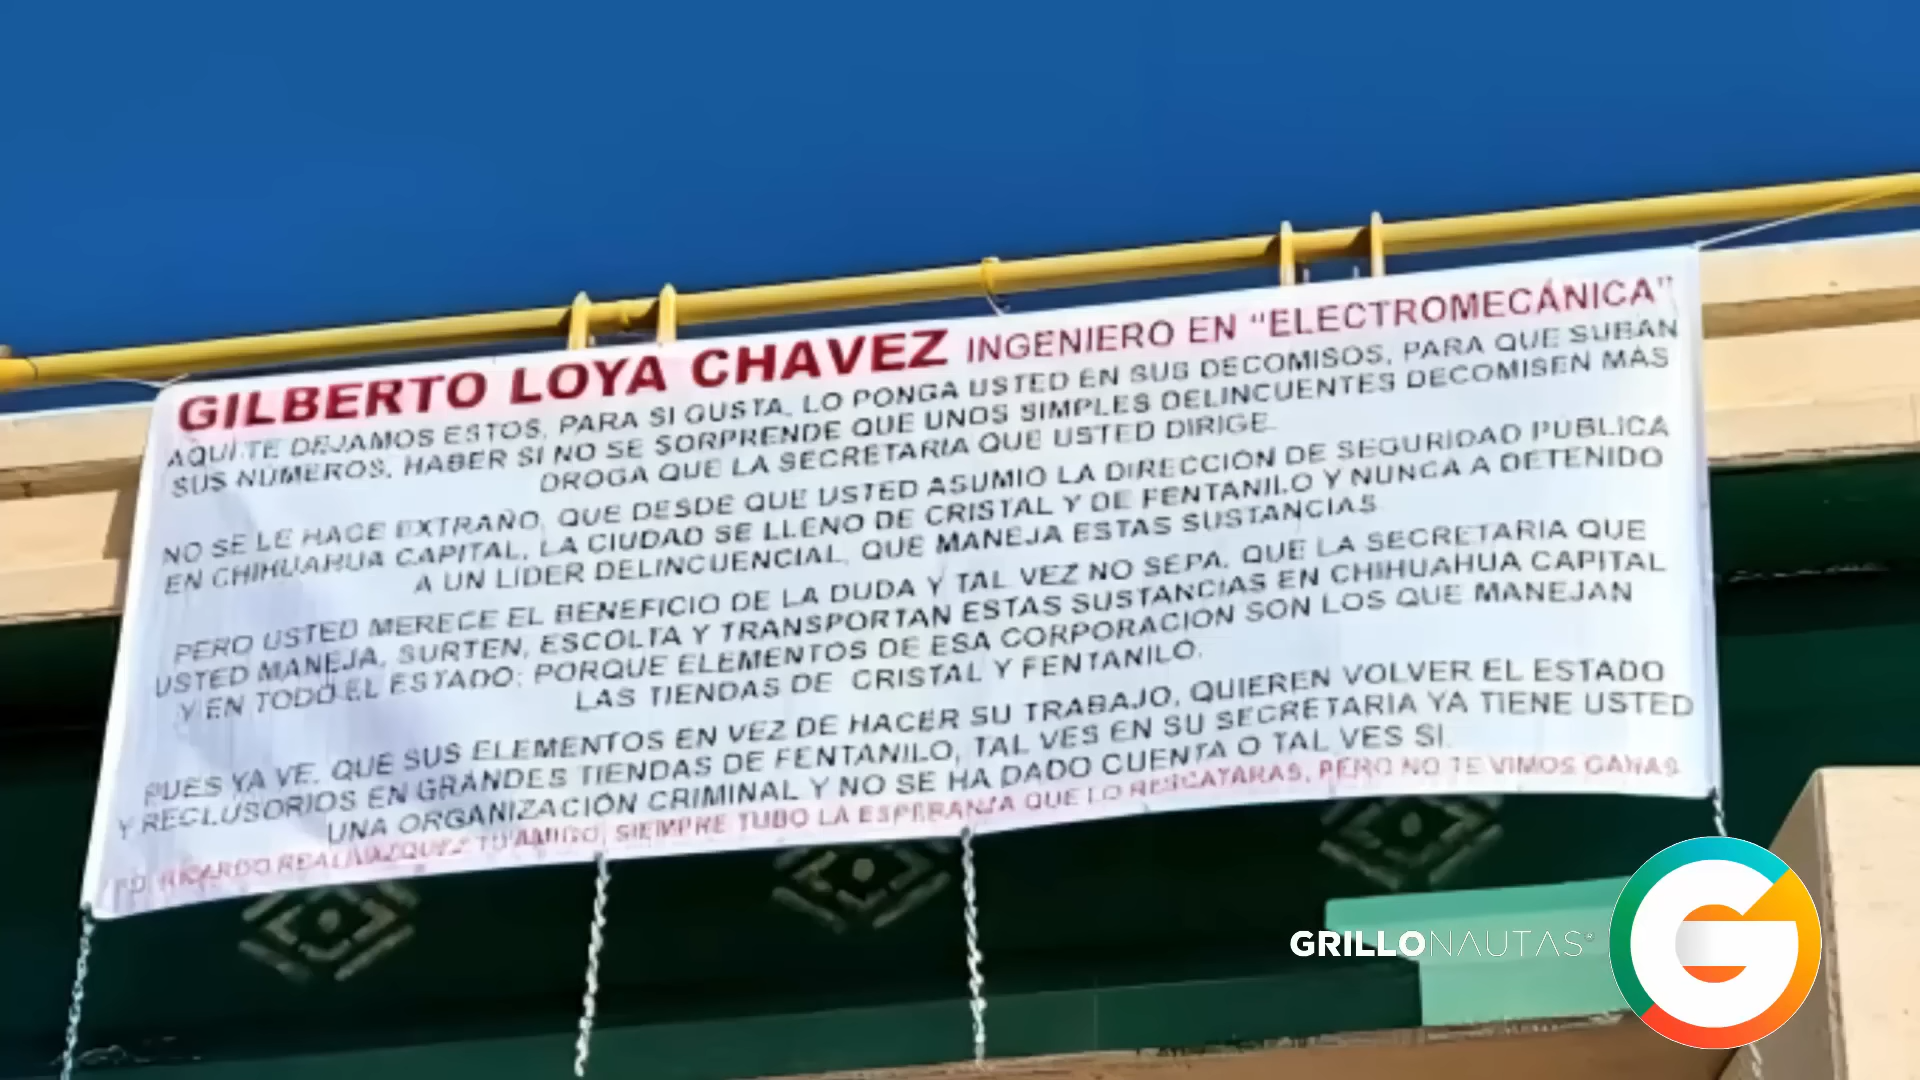 GILBERTO LOYA CHAVEZ INGENIERO EN "ELECTROMECÁNICA"
AQUI TE DEJAMOS ESTOS, PARA SI GUSTA, LO PONGA USTED EN SUS DECOMISOS, PARA QUE SUBAN
SUS NÚMEROS, HABER SI NO SE SORPRENDE QUE UNOS SIMPLES DELINCUENTES DECOMISEN MÁS
DROGA QUE LA SECRETARIA QUE USTED DIRIGE.
NO SE LE HACE EXTRAÑO, QUE DESDE QUE USTED ASUMIO LA DIRECCIÓN DE SEGURIDAD PÚBLICA
EN CHIHUAHUA CAPITAL, LA CIUDAD SE LLENO DE CRISTAL Y DE FENTANILO Y NUNCA A DETENIDO
A UN LÍDER DELINCUENCIAL, QUE MANEJA ESTAS SUSTANCIAS.
PERO USTED MERECE EL BENEFICIO DE LA DUDA Y TAL VEZ NO SEPA, QUE LA SECRETARIA QUE
USTED MANEJA, SURTEN, ESCOLTA Y TRANSPORTAN ESTAS SUSTANCIAS EN CHIHUAHUA CAPITAL
Y EN TODO EL ESTADO; PORQUE ELEMENTOS DE ESA CORPORACIÓN SON LOS QUE MANEJAN
LAS TIENDAS DE CRISTAL Y FENTANILO.
PUES YA VE, QUE SUS ELEMENTOS EN VEZ DE HACER SU TRABAJO, QUIEREN VOLVER EL ESTADO
Y RECLUSORIOS EN GRANDES TIENDAS DE FENTANILO, TAL VES EN SU SECRETARIA YA TIENE USTED
UNA ORGANIZACIÓN CRIMINAL Y NO SE HA DADO CUENTA O TAL VES SI.
RICARDO REALIVAZQUEZ TU AMIGO, SIEMPRE TUBO LA ESPERANZA QUE LO RESCATARAS, PERO NO TE VIMOS GANAS
GRILLONAUTAS®
G